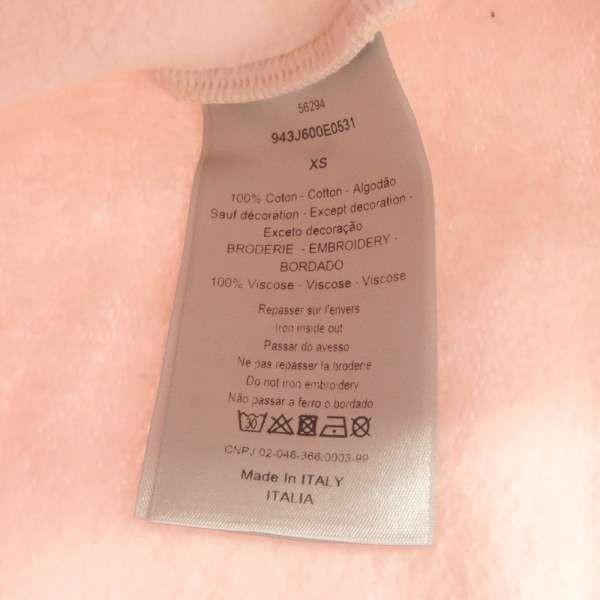 56294
943J600E0531
XS
100% Coton - Cotton - Algodão
Sauf décoration - Except decoration -
Exceto decoração
BRODERIE - EMBROIDERY -
BORDADO
100% Viscose - Viscose - Viscose
Repasser sur l'envers
Iron inside out
Passar do avesso
Ne pas repasser la broderie
Do not iron embroidery
Não passar a ferro o bordado
30
CNPJ 02-046-366/0003-99
Made In ITALY
ITALIA